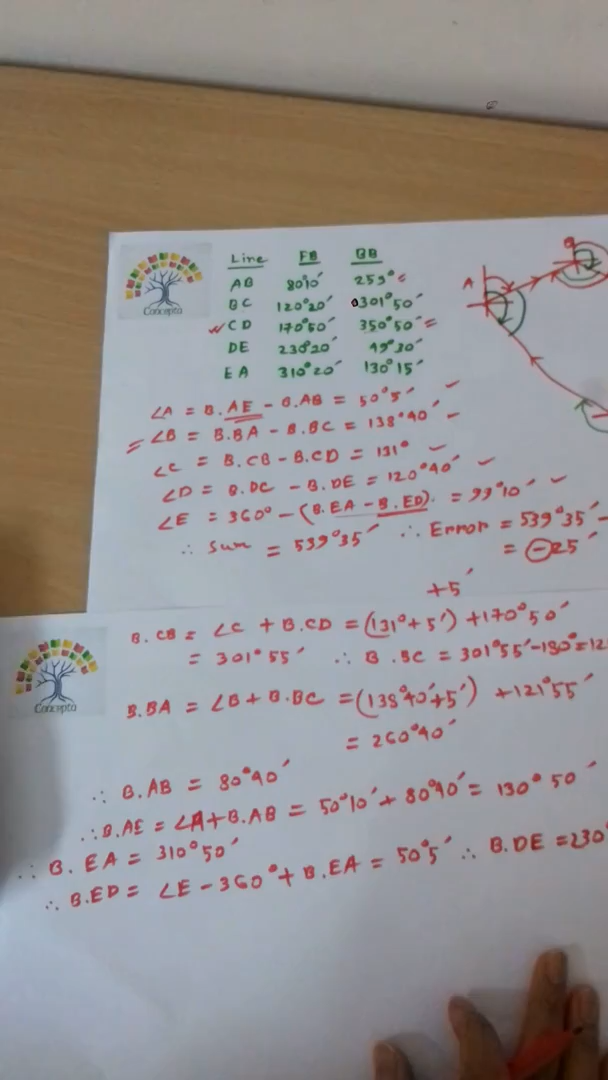 Line FB BB
AB 80°10′ 259°
BC 120°20′ 301°50′
CD 170°50′ 350°50′
DE 230°20′ 49°30′
EA 310°20′ 130°15′
A
B
Concepto
∠A = B.AE - B.AB = 50°5′
∠B = B.BA - B.BC = 138°40′
∠C = B.CB - B.CD = 131°
∠D = B.DC - B.DE = 120°40′
∠E = 360° - (B.EA - B.ED). = 99°10′
∴ Sum = 539°35′ ∴ Error = 539°35′ -
= -25′
+5′
B.CB = ∠C + B.CD = (131°+5′) +170°50′
= 301°55′ ∴ B.BC = 301°55′-180°=12
Concepto
B.BA = ∠B + B.BC = (138°40′+5′) +121°55′
= 260°40′
∴ B.AB = 80°40′
∴ B.AE = ∠A + B.AB = 50°10′ + 80°40′ = 130°50′
∴ B.EA = 310°50′
∴ B.ED = ∠E - 360° + B.EA = 50°5′ ∴ B.DE = 230°